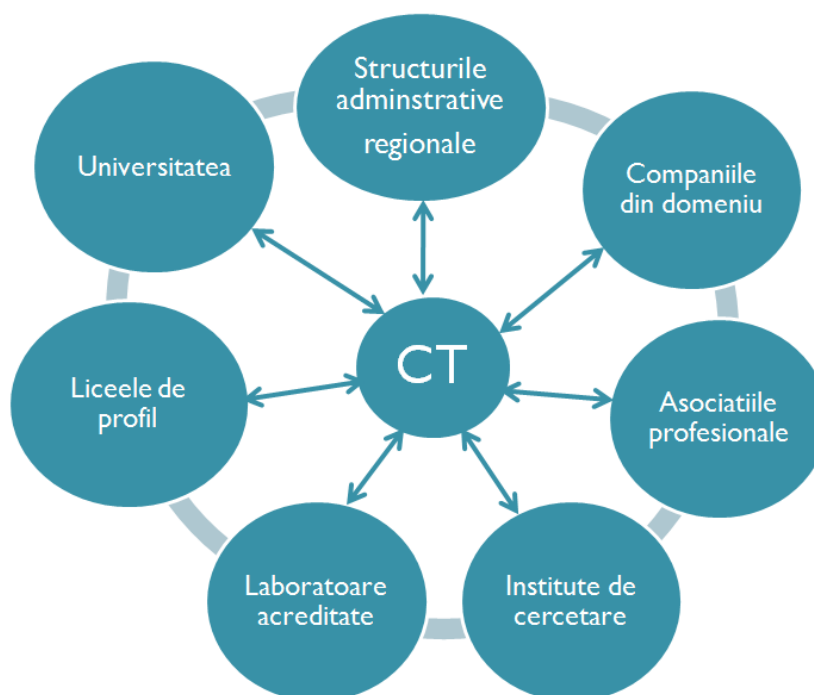 Structurile
adminstrative
regionale
Universitatea
Companiile
din domeniu
CT
Liceele de
profil
Asociatiile
profesionale
Laboratoare
acreditate
Institute de
cercetare